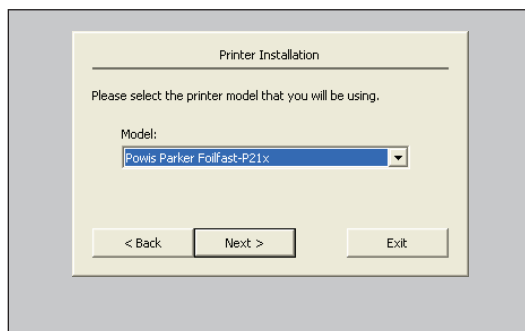 Printer Installation
Please select the printer model that you will be using.
Model:
Powis Parker Foilfast-P21x
< Back Next > Exit